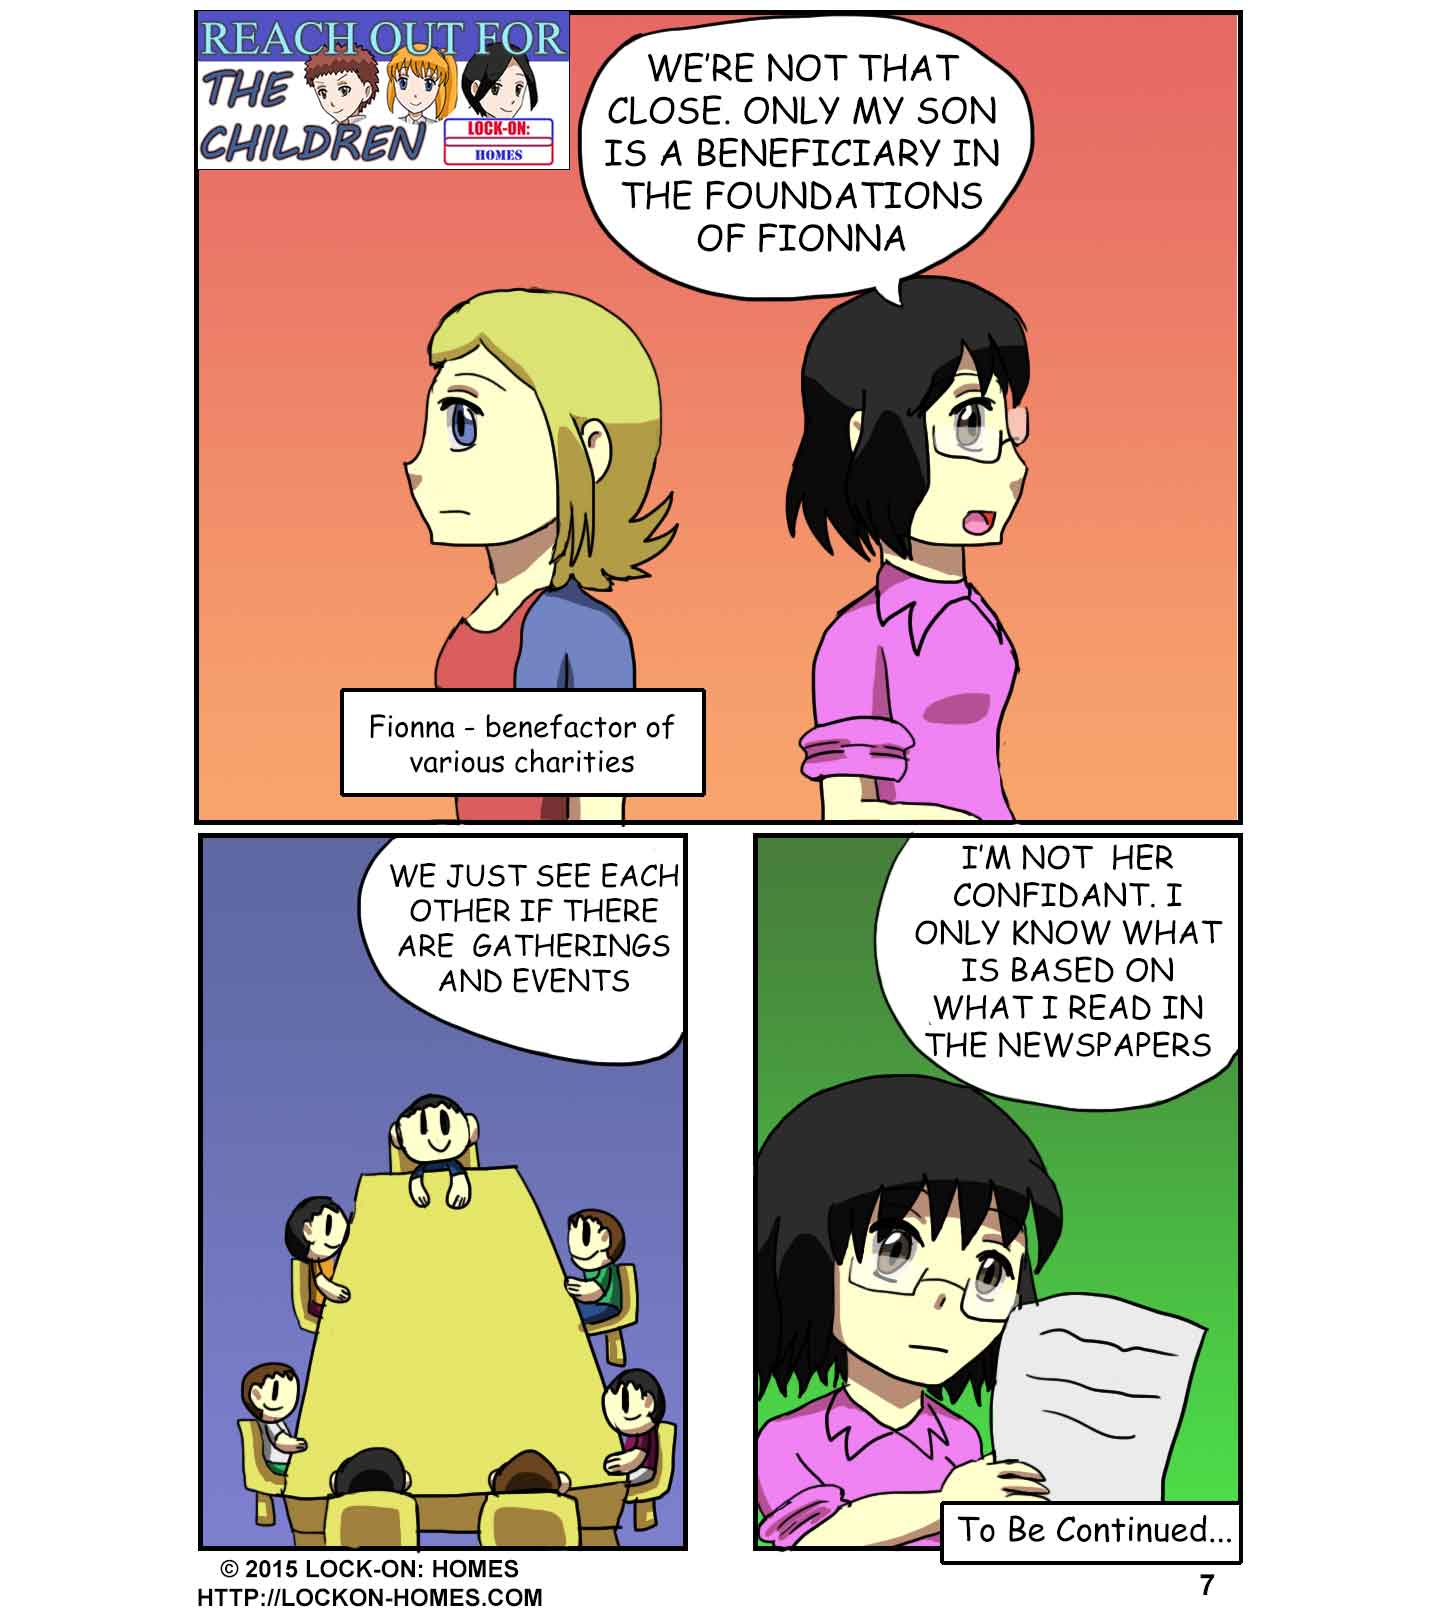 REACH OUT FOR
THE
CHILDREN
LOCK-ON:
HOMES
WE'RE NOT THAT
CLOSE. ONLY MY SON
IS A BENEFICIARY IN
THE FOUNDATIONS
OF FIONNA
Fionna - benefactor of
various charities
WE JUST SEE EACH
OTHER IF THERE
ARE GATHERINGS
AND EVENTS
I'M NOT HER
CONFIDANT. I
ONLY KNOW WHAT
IS BASED ON
WHAT I READ IN
THE NEWSPAPERS
To Be Continued...
© 2015 LOCK-ON: HOMES
HTTP://LOCKON-HOMES.COM
7